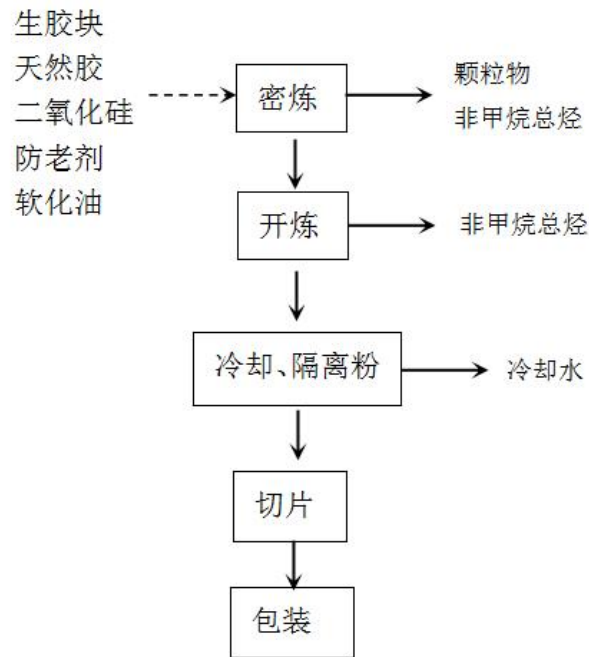 生胶块
天然胶
二氧化硅
防老剂
软化油
密炼
颗粒物
非甲烷总烃
开炼
非甲烷总烃
冷却、隔离粉
冷却水
切片
包装